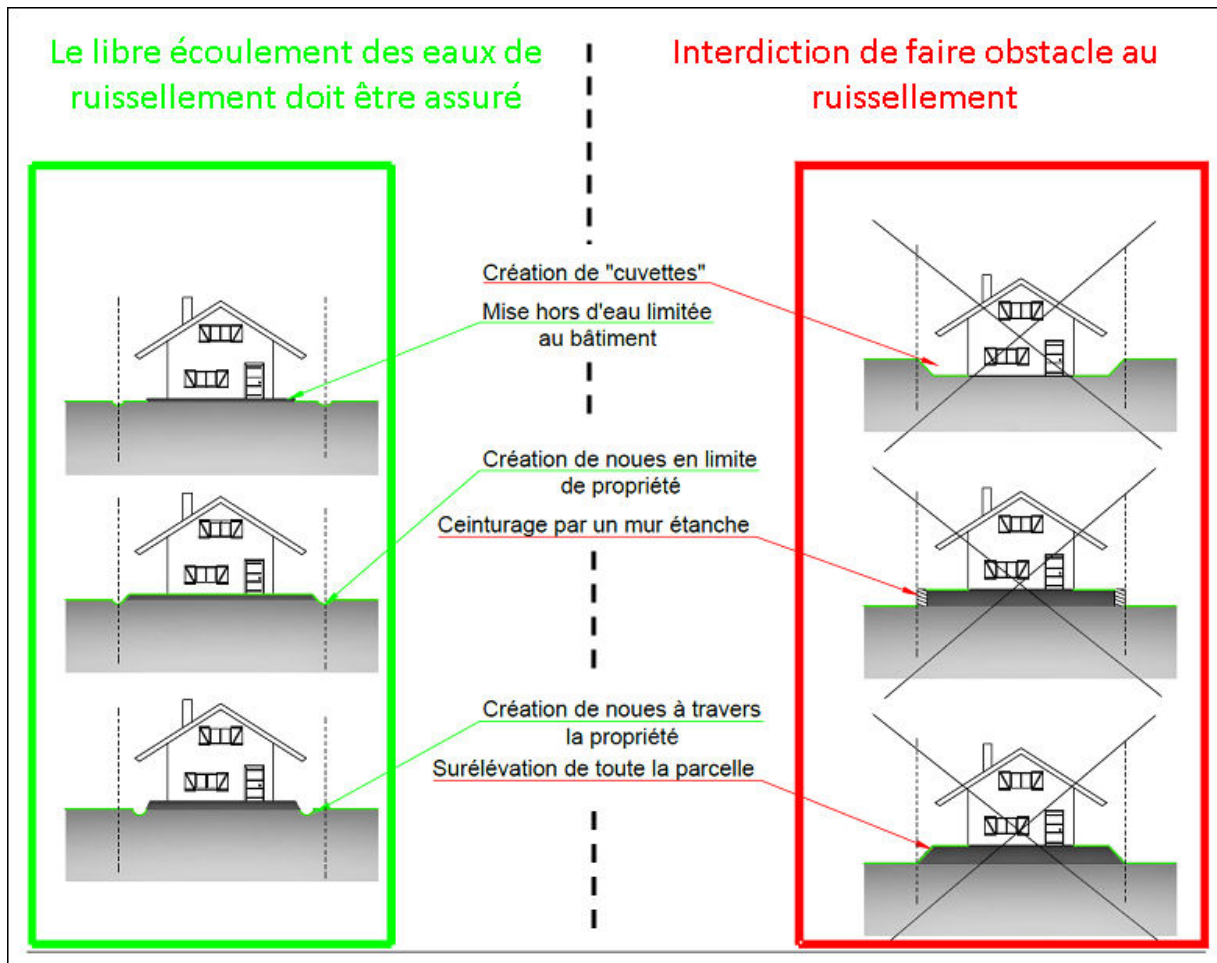 Le libre écoulement des eaux de
ruissellement doit être assuré
Interdiction de faire obstacle au
ruissellement
Création de "cuvettes"
Mise hors d'eau limitée
au bâtiment
Création de noues en limite
de propriété
Ceinturage par un mur étanche
Création de noues à travers
la propriété
Surélévation de toute la parcelle